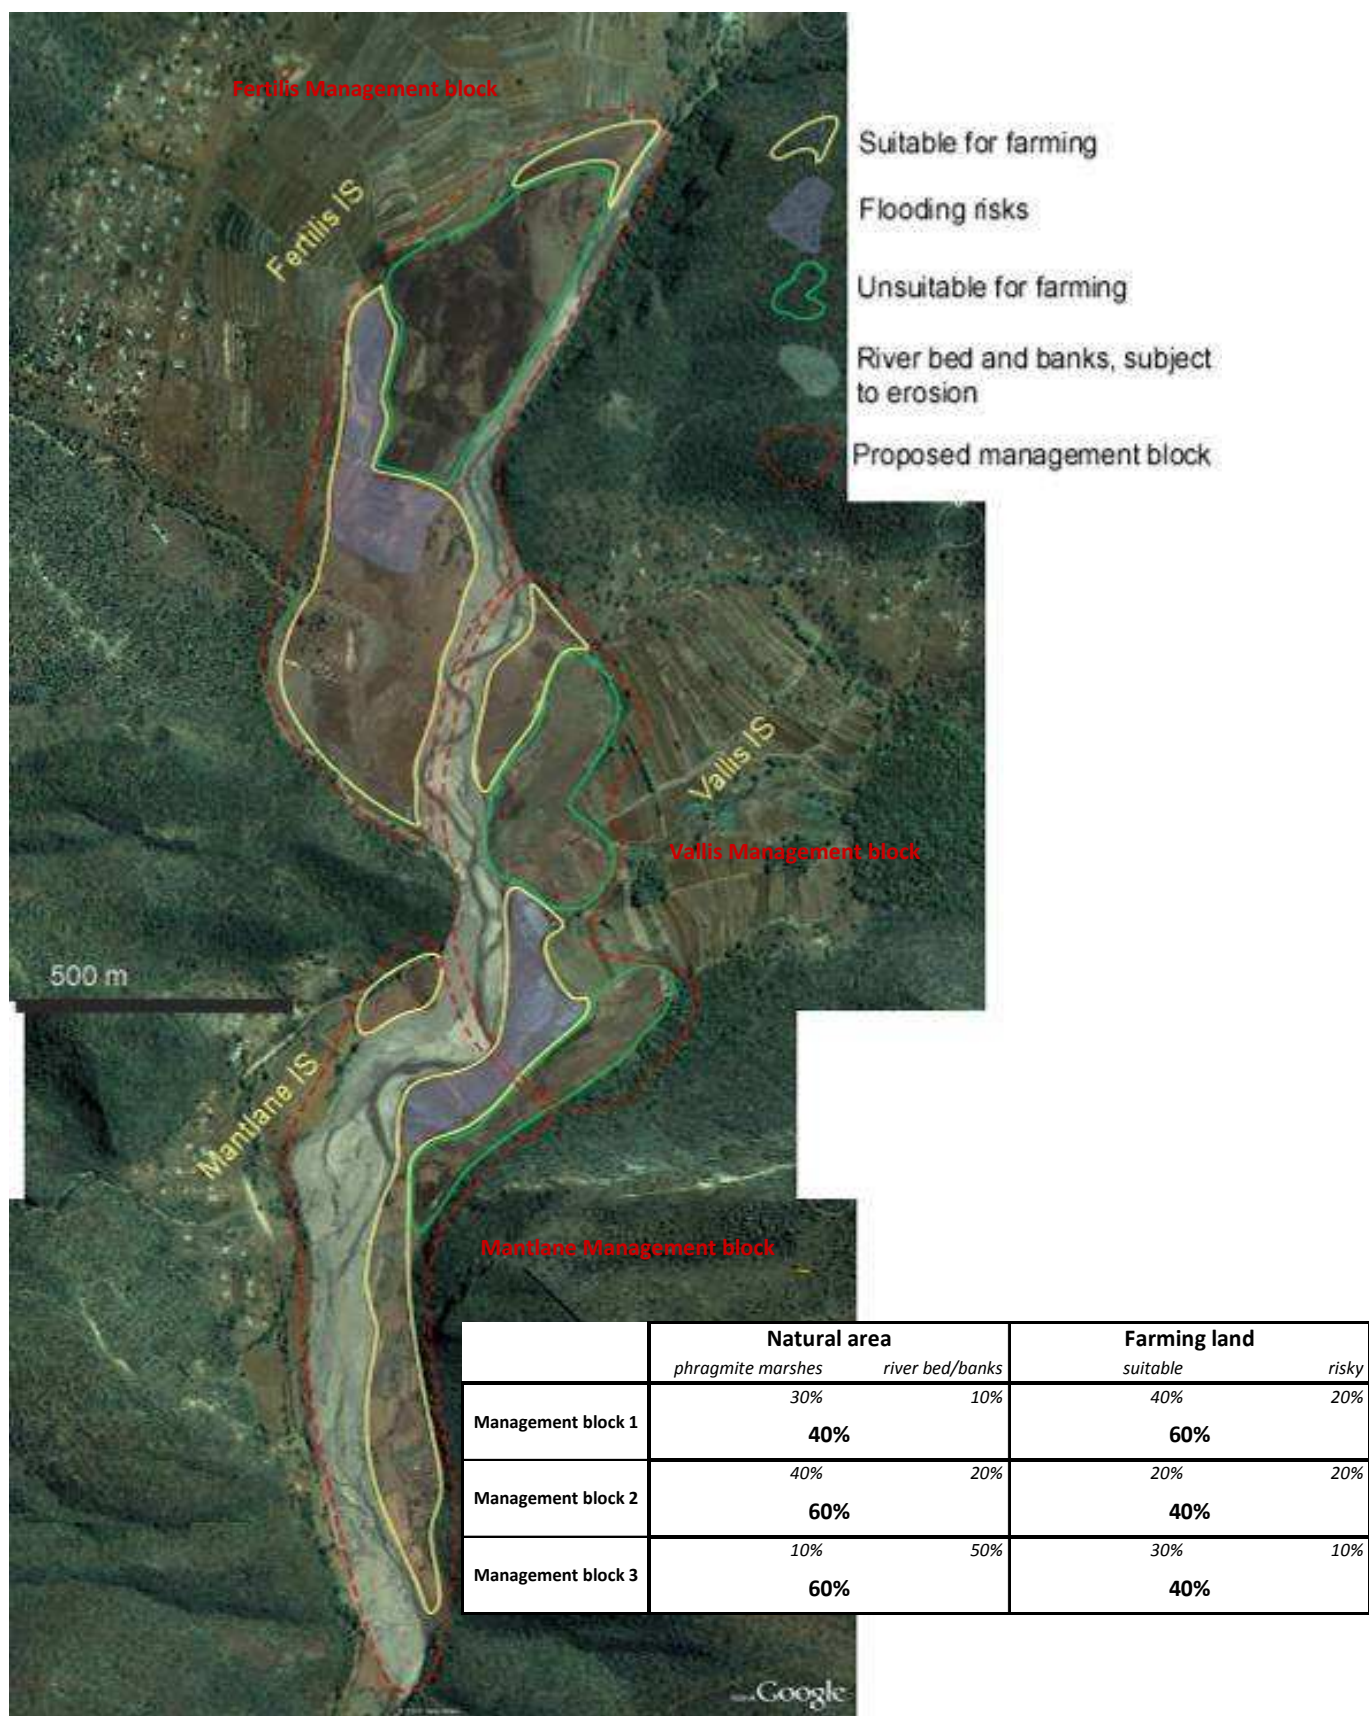 Fertilis Management block
Suitable for farming
Flooding risks
Fertilis IS
Unsuitable for farming
River bed and banks, subject
to erosion
Proposed management block
Vallis IS
Vallis Management block
500 m
Mantlane IS
Mantlane Management block
Natural area Farming land
phragmite marshes river bed/banks suitable risky
30% 10% 40% 20%
Management block 1
40% 60%
40% 20% 20% 20%
Management block 2
60% 40%
10% 50% 30% 10%
Management block 3
60% 40%
Google